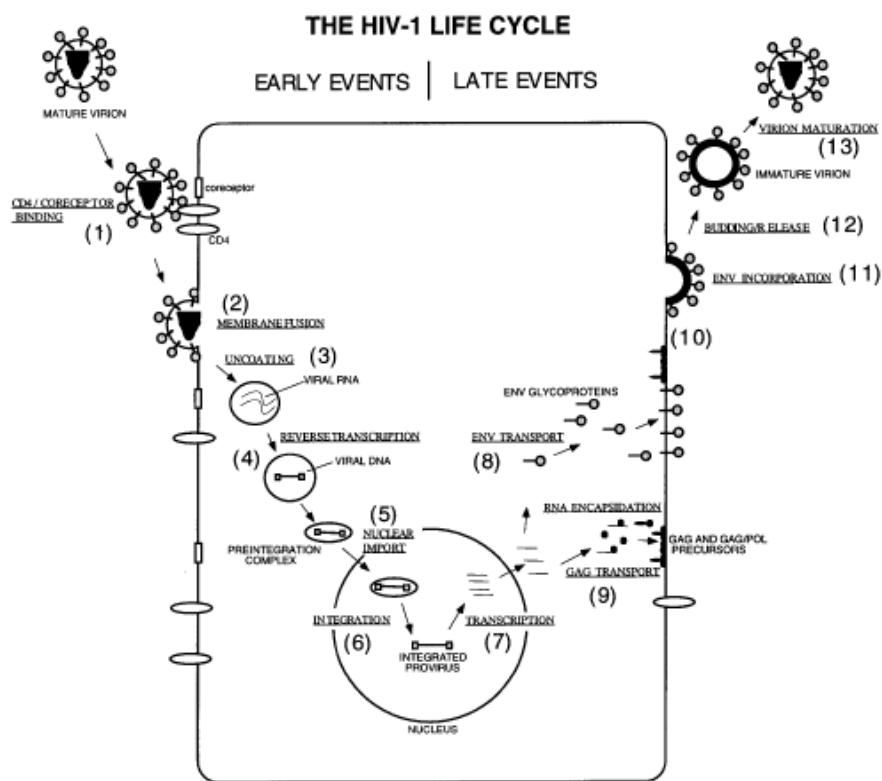 THE HIV-1 LIFE CYCLE
EARLY EVENTS
LATE EVENTS
MATURE VIRION
CD4/CORECEPTOR
BINDING
(1)
coreceptor
CD4
(2)
MEMBRANE FUSION
UNCOATING
(3)
VIRAL RNA
REVERSE TRANSCRIPTION
(4)
VIRAL DNA
(5)
NUCLEAR
IMPORT
PREINTEGRATION
COMPLEX
INTEGRATION
(6)
INTEGRATED
PROVIRUS
NUCLEUS
TRANSCRIPTION
(7)
ENV GLYCOPROTEINS
ENV TRANSPORT
(8)
RNA ENCAPSIDATION
GAG AND GAG/POL
PRECURSORS
GAG TRANSPORT
(9)
(10)
ENV INCORPORATION (11)
BUDDING/RELEASE (12)
IMMATURE VIRION
VIRION MATURATION
(13)